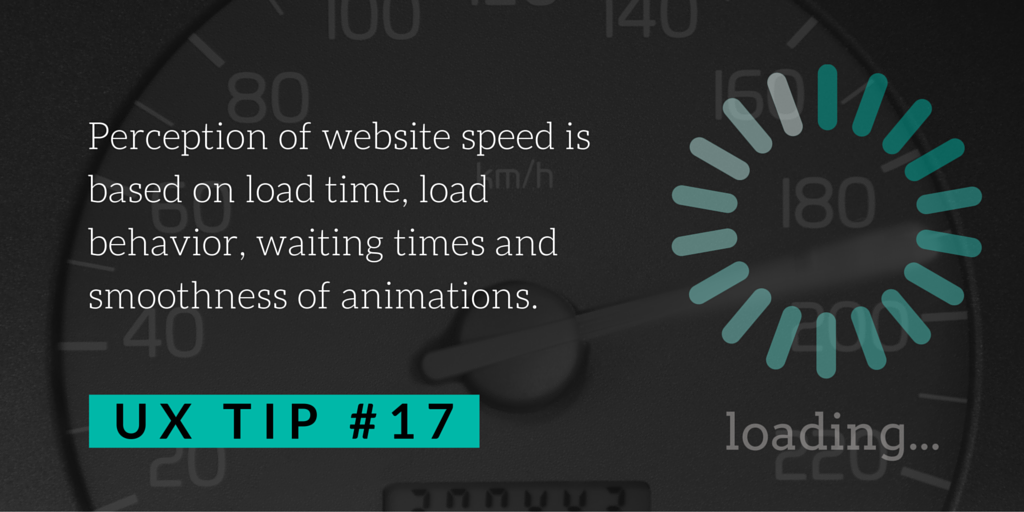 100
120
140
80
160
Perception of website speed is
based on load time, load
km/h
180
60
behavior, waiting times and
smoothness of animations.
40
200
UX TIP #17
loading...
20
220